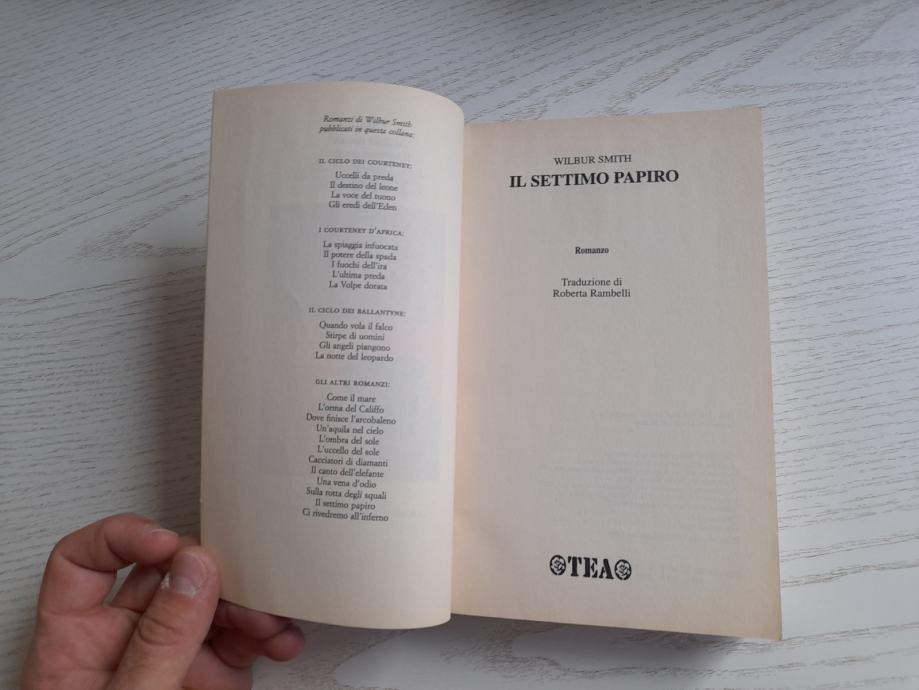 Romanzi di Wilbur Smith
pubblicati in questa collana:
IL CICLO DEI COURTENEY:
Uccelli da preda
Il destino del leone
La voce del tuono
Gli eredi dell'Eden
I COURTENEY D'AFRICA:
La spiaggia infuocata
Il potere della spada
I fuochi dell'ira
L'ultima preda
La Volpe dorata
IL CICLO DEI BALLANTYNE:
Quando vola il falco
Stirpe di uomini
Gli angeli piangono
La notte del leopardo
GLI ALTRI ROMANZI:
Come il mare
L'orma del Califfo
Dove finisce l'arcobaleno
Un'aquila nel cielo
L'ombra del sole
L'uccello del sole
Cacciatori di diamanti
Il canto dell'elefante
Una vena d'odio
Sulla rotta degli squali
Il settimo papiro
Ci rivedremo all'inferno
WILBUR SMITH
IL SETTIMO PAPIRO
Romanzo
Traduzione di
Roberta Rambelli
TEA